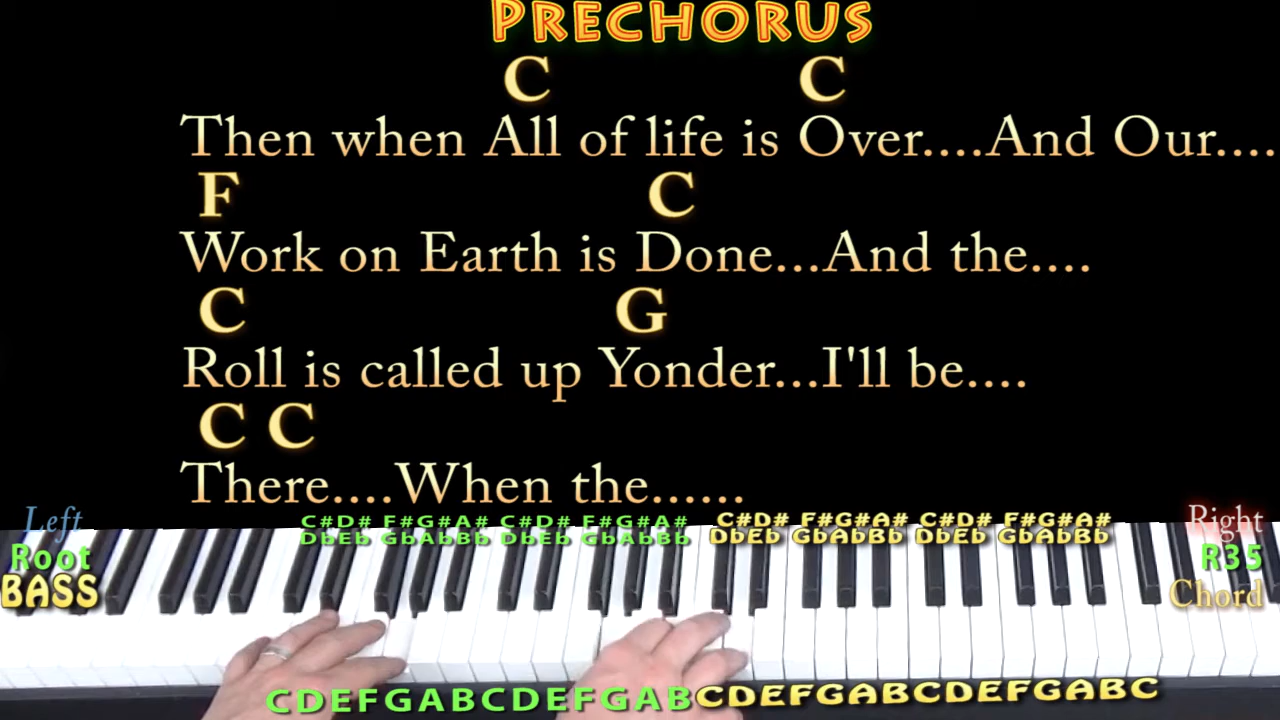 PRECHORUS
C C
Then when All of life is Over....And Our....
F C
Work on Earth is Done...And the....
C G
Roll is called up Yonder...I'll be....
C C
There....When the......
Left
Root
BASS
C#D# F#G#A# C#D# F#G#A# C#D# F#G#A# C#D# F#G#A#
DbEb GbAbBb DbEb GbAbBb DbEb GbAbBb DbEb GbAbBb
Right
R35
Chord
CDEFGABCDEFGABCDEFGABCDEFGABC